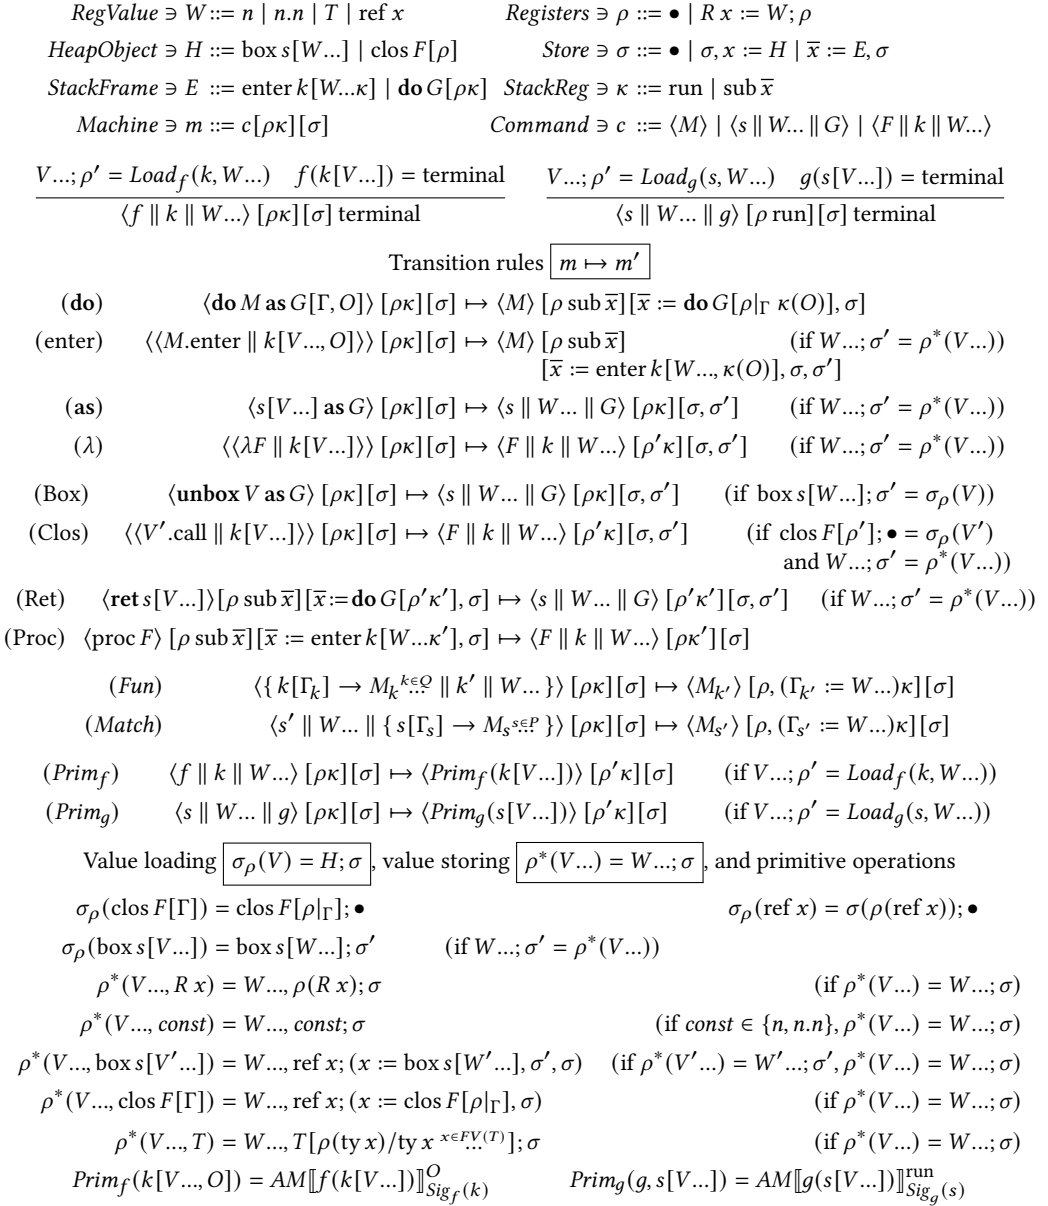 RegValue ∋ W ::= n | n.n | T | ref x Registers ∋ ρ ::= • | R x := W; ρ
HeapObject ∋ H ::= box s[W...] | clos F[ρ] Store ∋ σ ::= • | σ, x := H | x̅ := E, σ
StackFrame ∋ E ::= enter k[W...κ] | do G[ρκ] StackReg ∋ κ ::= run | sub x̅
Machine ∋ m ::= c[ρκ][σ] Command ∋ c ::= ⟨M⟩ | ⟨s ∥ W... ∥ G⟩ | ⟨F ∥ k ∥ W...⟩
V...; ρ′ = Load_f(k, W...) f(k[V...]) = terminal V...; ρ′ = Load_g(s, W...) g(s[V...]) = terminal
⟨f ∥ k ∥ W...⟩ [ρκ][σ] terminal ⟨s ∥ W... ∥ g⟩ [ρ run][σ] terminal
Transition rules m ↦ m′
(do) ⟨do M as G[Γ, O]⟩ [ρκ][σ] ↦ ⟨M⟩ [ρ sub x̅][x̅ := do G[ρ|_Γ κ(O)], σ]
(enter) ⟨⟨M.enter ∥ k[V..., O]⟩⟩ [ρκ][σ] ↦ ⟨M⟩ [ρ sub x̅] (if W...; σ′ = ρ*(V...))
[x̅ := enter k[W..., κ(O)], σ, σ′]
(as) ⟨s[V...] as G⟩ [ρκ][σ] ↦ ⟨s ∥ W... ∥ G⟩ [ρκ][σ, σ′] (if W...; σ′ = ρ*(V...))
(λ) ⟨⟨λF ∥ k[V...]⟩⟩ [ρκ][σ] ↦ ⟨F ∥ k ∥ W...⟩ [ρ′κ][σ, σ′] (if W...; σ′ = ρ*(V...))
(Box) ⟨unbox V as G⟩ [ρκ][σ] ↦ ⟨s ∥ W... ∥ G⟩ [ρκ][σ, σ′] (if box s[W...]; σ′ = σ_ρ(V))
(Clos) ⟨⟨V′.call ∥ k[V...]⟩⟩ [ρκ][σ] ↦ ⟨F ∥ k ∥ W...⟩ [ρ′κ][σ, σ′] (if clos F[ρ′]; • = σ_ρ(V′)
and W...; σ′ = ρ*(V...))
(Ret) ⟨ret s[V...]⟩[ρ sub x̅][x̅ := do G[ρ′κ′], σ] ↦ ⟨s ∥ W... ∥ G⟩ [ρ′κ′][σ, σ′] (if W...; σ′ = ρ*(V...))
(Proc) ⟨proc F⟩ [ρ sub x̅][x̅ := enter k[W...κ′], σ] ↦ ⟨F ∥ k ∥ W...⟩ [ρκ′][σ]
(Fun) ⟨{ k[Γ_k] → M_k ^{k∈Q}... ∥ k′ ∥ W... }⟩ [ρκ][σ] ↦ ⟨M_{k′}⟩ [ρ, (Γ_{k′} := W...)κ][σ]
(Match) ⟨s′ ∥ W... ∥ { s[Γ_s] → M_s ^{s∈P}... }⟩ [ρκ][σ] ↦ ⟨M_{s′}⟩ [ρ, (Γ_{s′} := W...)κ][σ]
(Prim_f) ⟨f ∥ k ∥ W...⟩ [ρκ][σ] ↦ ⟨Prim_f(k[V...])⟩ [ρ′κ][σ] (if V...; ρ′ = Load_f(k, W...))
(Prim_g) ⟨s ∥ W... ∥ g⟩ [ρκ][σ] ↦ ⟨Prim_g(s[V...])⟩ [ρ′κ][σ] (if V...; ρ′ = Load_g(s, W...))
Value loading σ_ρ(V) = H; σ , value storing ρ*(V...) = W...; σ , and primitive operations
σ_ρ(clos F[Γ]) = clos F[ρ|_Γ]; • σ_ρ(ref x) = σ(ρ(ref x)); •
σ_ρ(box s[V...]) = box s[W...]; σ′ (if W...; σ′ = ρ*(V...))
ρ*(V..., R x) = W..., ρ(R x); σ (if ρ*(V...) = W...; σ)
ρ*(V..., const) = W..., const; σ (if const ∈ {n, n.n}, ρ*(V...) = W...; σ)
ρ*(V..., box s[V′...]) = W..., ref x; (x := box s[W′...], σ′, σ) (if ρ*(V′...) = W′...; σ′, ρ*(V...) = W...; σ)
ρ*(V..., clos F[Γ]) = W..., ref x; (x := clos F[ρ|_Γ], σ) (if ρ*(V...) = W...; σ)
ρ*(V..., T) = W..., T[ρ(ty x)/ty x ^{x∈FV(T)}...]; σ (if ρ*(V...) = W...; σ)
Prim_f(k[V..., O]) = AM⟦f(k[V...])⟧^O_{Sig_f(k)} Prim_g(g, s[V...]) = AM⟦g(s[V...])⟧^{run}_{Sig_g(s)}